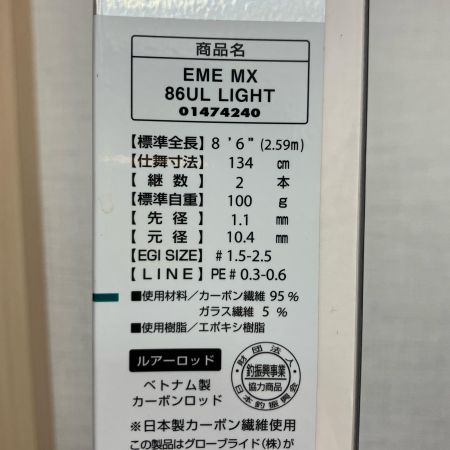 商品名
EME MX
86UL LIGHT
01474240
【標準全長】8'6" (2.59m)
【仕舞寸法】134 cm
【継数】2 本
【標準自重】100 g
【先径】1.1 mm
【元径】10.4 mm
【EGI SIZE】#1.5-2.5
【LINE】PE#0.3-0.6
■使用材料/カーボン繊維 95%
ガラス繊維 5 %
■使用樹脂/エポキシ樹脂
ルアーロッド
ベトナム製
カーボンロッド
財団法人
釣振興事業
協力商品
日本釣振興会
※日本製カーボン繊維使用
この製品はグローブライド(株)が